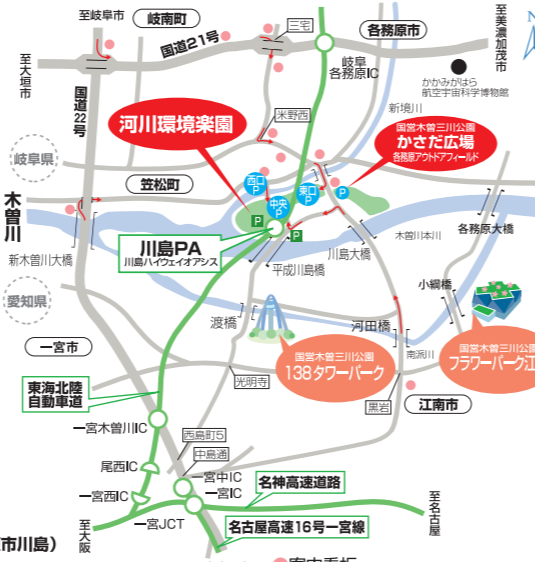 至岐阜市
岐南町
国道21号
三宅
各務原市
至美濃加茂市
至大垣市
国道22号
岐阜
各務原IC
かかみがはら
航空宇宙科学博物館
新境川
米野西
河川環境楽園
国営木曽三川公園
かさだ広場
各務原アウトドアフィールド
岐阜県
笠松町
西口
P
中央
P
東口
P
P
P
P
木曽川
川島PA
川島ハイウェイオアシス
新木曽川大橋
平成川島橋
川島大橋
木曽川本川
各務原大橋
愛知県
渡橋
河田橋
小網橋
南派川
一宮市
国営木曽三川公園
138タワーパーク
国営木曽三川公園
フラワーパーク江
光明寺
黒岩
江南市
東海北陸
自動車道
一宮木曽川IC
西島町5
中島通
尾西IC
一宮中IC
一宮西IC
一宮IC
名神高速道路
至名古屋
至大阪
一宮JCT
名古屋高速16号一宮線
市川島）